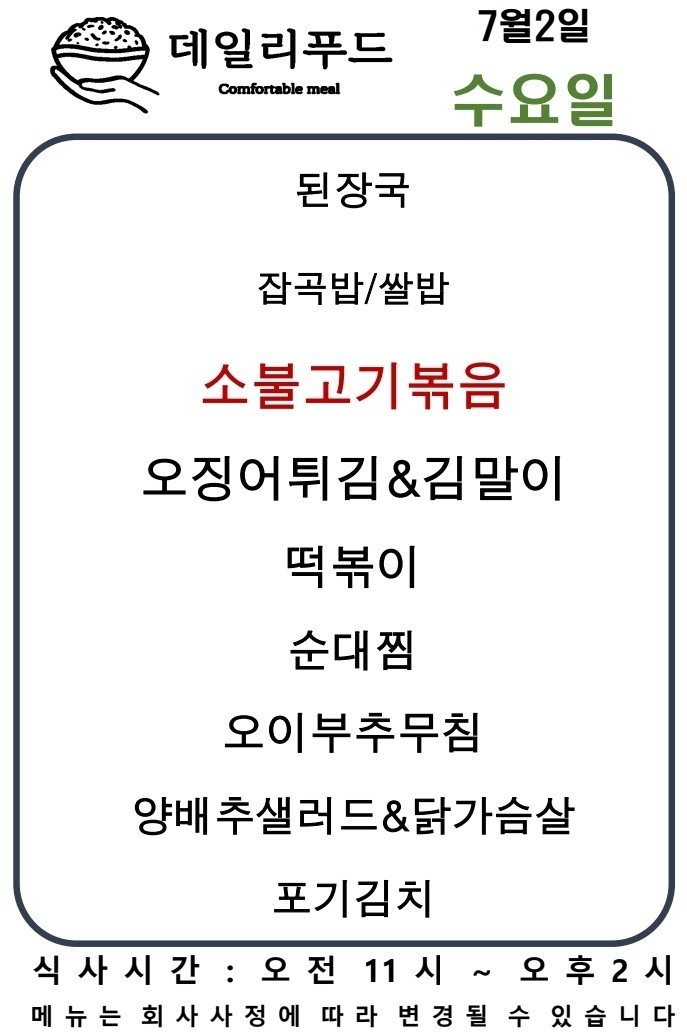 데일리푸드
Comfortable meal
7월2일
수요일
된장국
잡곡밥/쌀밥
소불고기볶음
오징어튀김&김말이
떡볶이
순대찜
오이부추무침
양배추샐러드&닭가슴살
포기김치
식사시간 : 오전 11시 ~ 오후2시
메뉴는 회사사정에 따라 변경될 수 있습니다